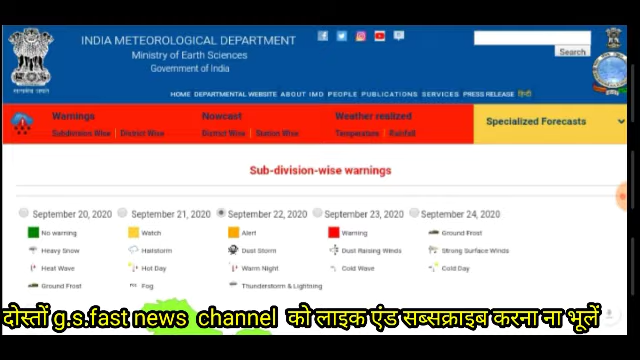 INDIA METEOROLOGICAL DEPARTMENT
Ministry of Earth Sciences
Government of India
Search
HOME DEPARTMENTAL WEBSITE ABOUT IMD PEOPLE PUBLICATIONS SERVICES PRESS RELEASE हिन्दी
Warnings Nowcast Weather realized Specialized Forecasts
Subdivision Wise District Wise District Wise Station Wise Temperature Rainfall
Sub-division-wise warnings
September 20, 2020 September 21, 2020 September 22, 2020 September 23, 2020 September 24, 2020
No warning Watch Alert Warning Ground Frost
Heavy Snow Hailstorm Dust Storm Dust Raising Winds Strong Surface Winds
Heat Wave Hot Day Warm Night Cold Wave Cold Day
Ground Frost Fog Thunderstorm & Lightning
दोस्तों g.s.fast news channel को लाइक एंड सब्सक्राइब करना ना भूलें